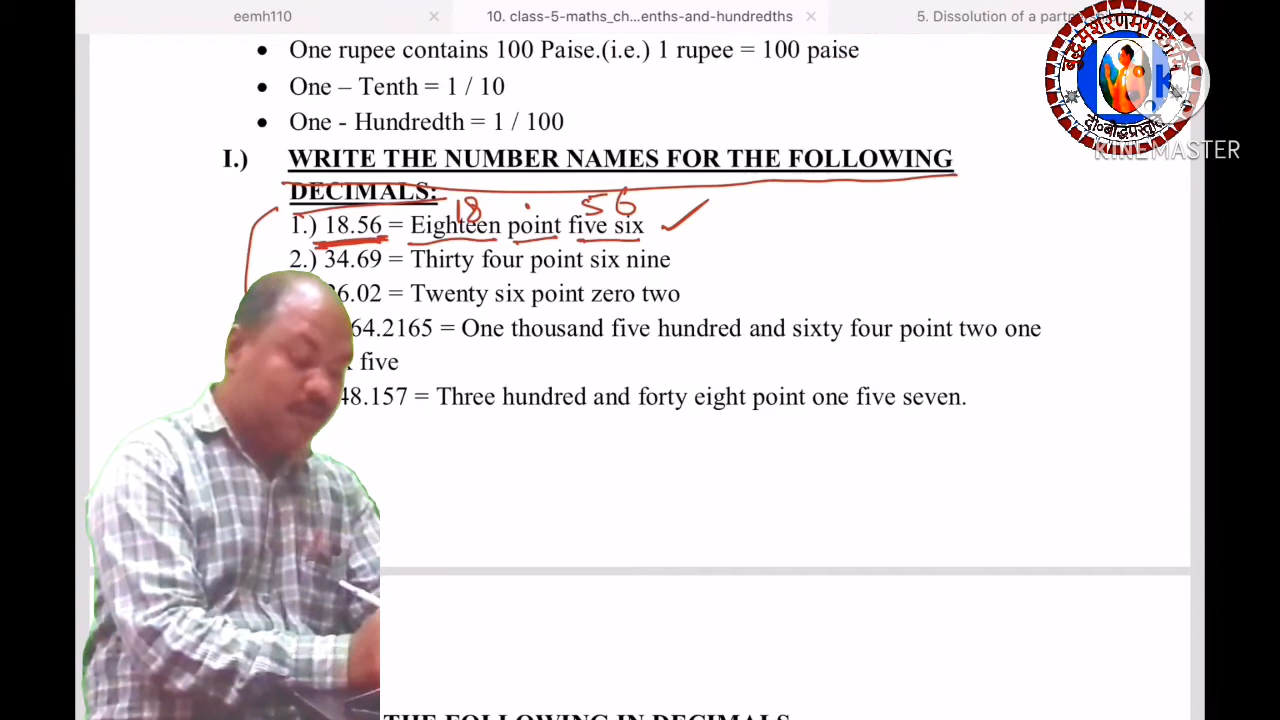 eemh110
10. class-5-maths_ch...enths-and-hundredths
5. Dissolution of a partn
• One rupee contains 100 Paise.(i.e.) 1 rupee = 100 paise
• One – Tenth = 1 / 10
• One - Hundredth = 1 / 100
KINEMASTER
I.) WRITE THE NUMBER NAMES FOR THE FOLLOWING
DECIMALS:
18 . 56
1.) 18.56 = Eighteen point five six
2.) 34.69 = Thirty four point six nine
26.02 = Twenty six point zero two
64.2165 = One thousand five hundred and sixty four point two one
five
48.157 = Three hundred and forty eight point one five seven.
THE FOLLOWING IN DECIMALS